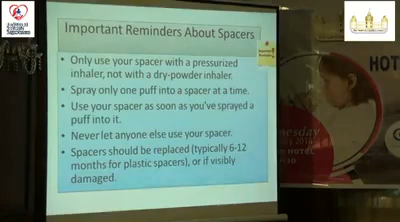 Important Reminders About Spacers
• Only use your spacer with a pressurized
inhaler, not with a dry-powder inhaler.
• Spray only one puff into a spacer at a time.
• Use your spacer as soon as you've sprayed a
puff into it.
• Never let anyone else use your spacer.
• Spacers should be replaced (typically 6-12
months for plastic spacers), or if visibly
damaged.
HOT